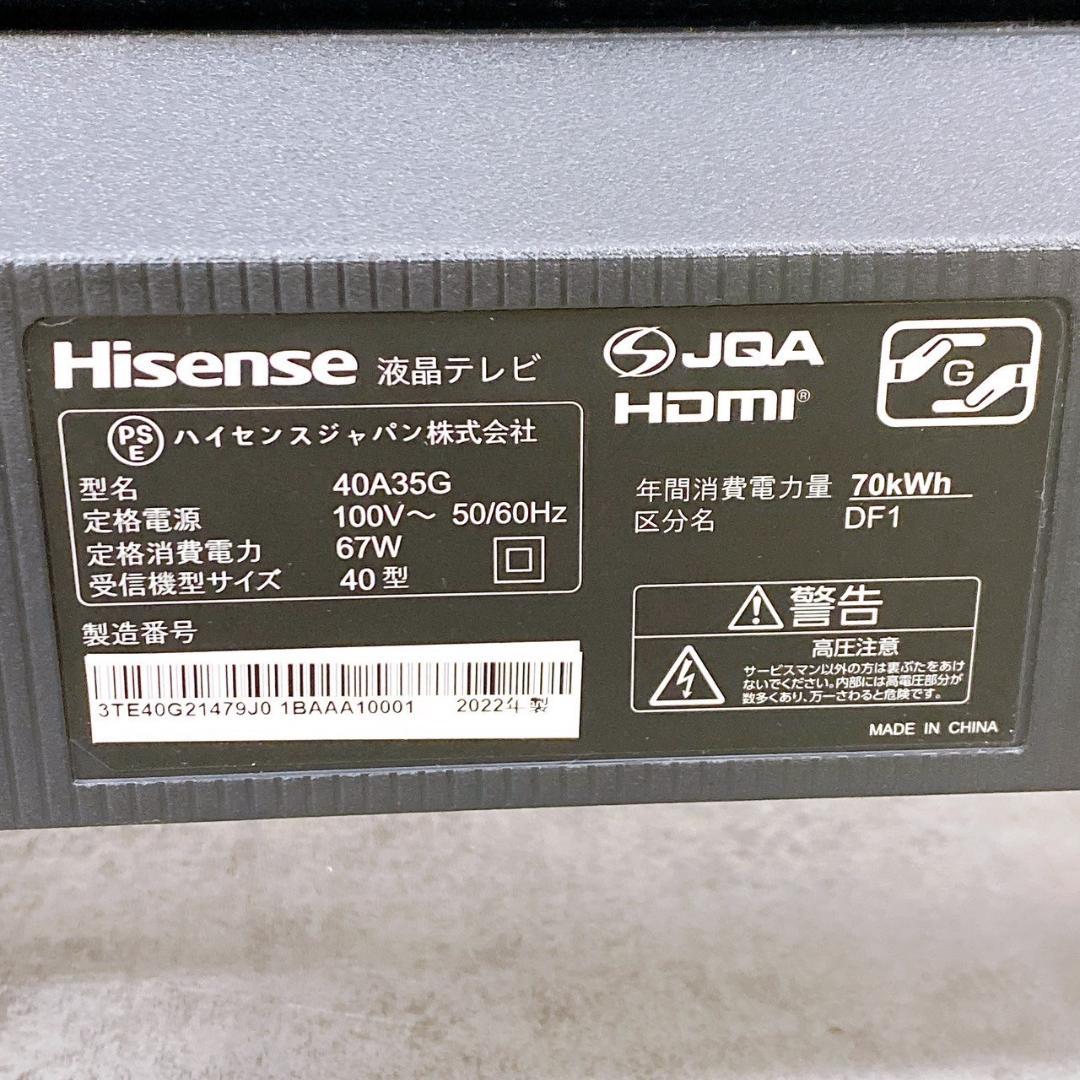 Hisense 液晶テレビ
PS
E
ハイセンスジャパン株式会社
型名 40A35G
定格電源 100V～ 50/60Hz
定格消費電力 67W
受信機型サイズ 40型
製造番号
3TE40G21479J0 1BAAA10001 2022年製
JQA
HDMI®
G
年間消費電力量 70kWh
区分名 DF1
警告
高圧注意
サービスマン以外の方は裏ぶたをあけ
ないでください。内部には高電圧部分が
数多くあり、万一さわると危険です。
MADE IN CHINA